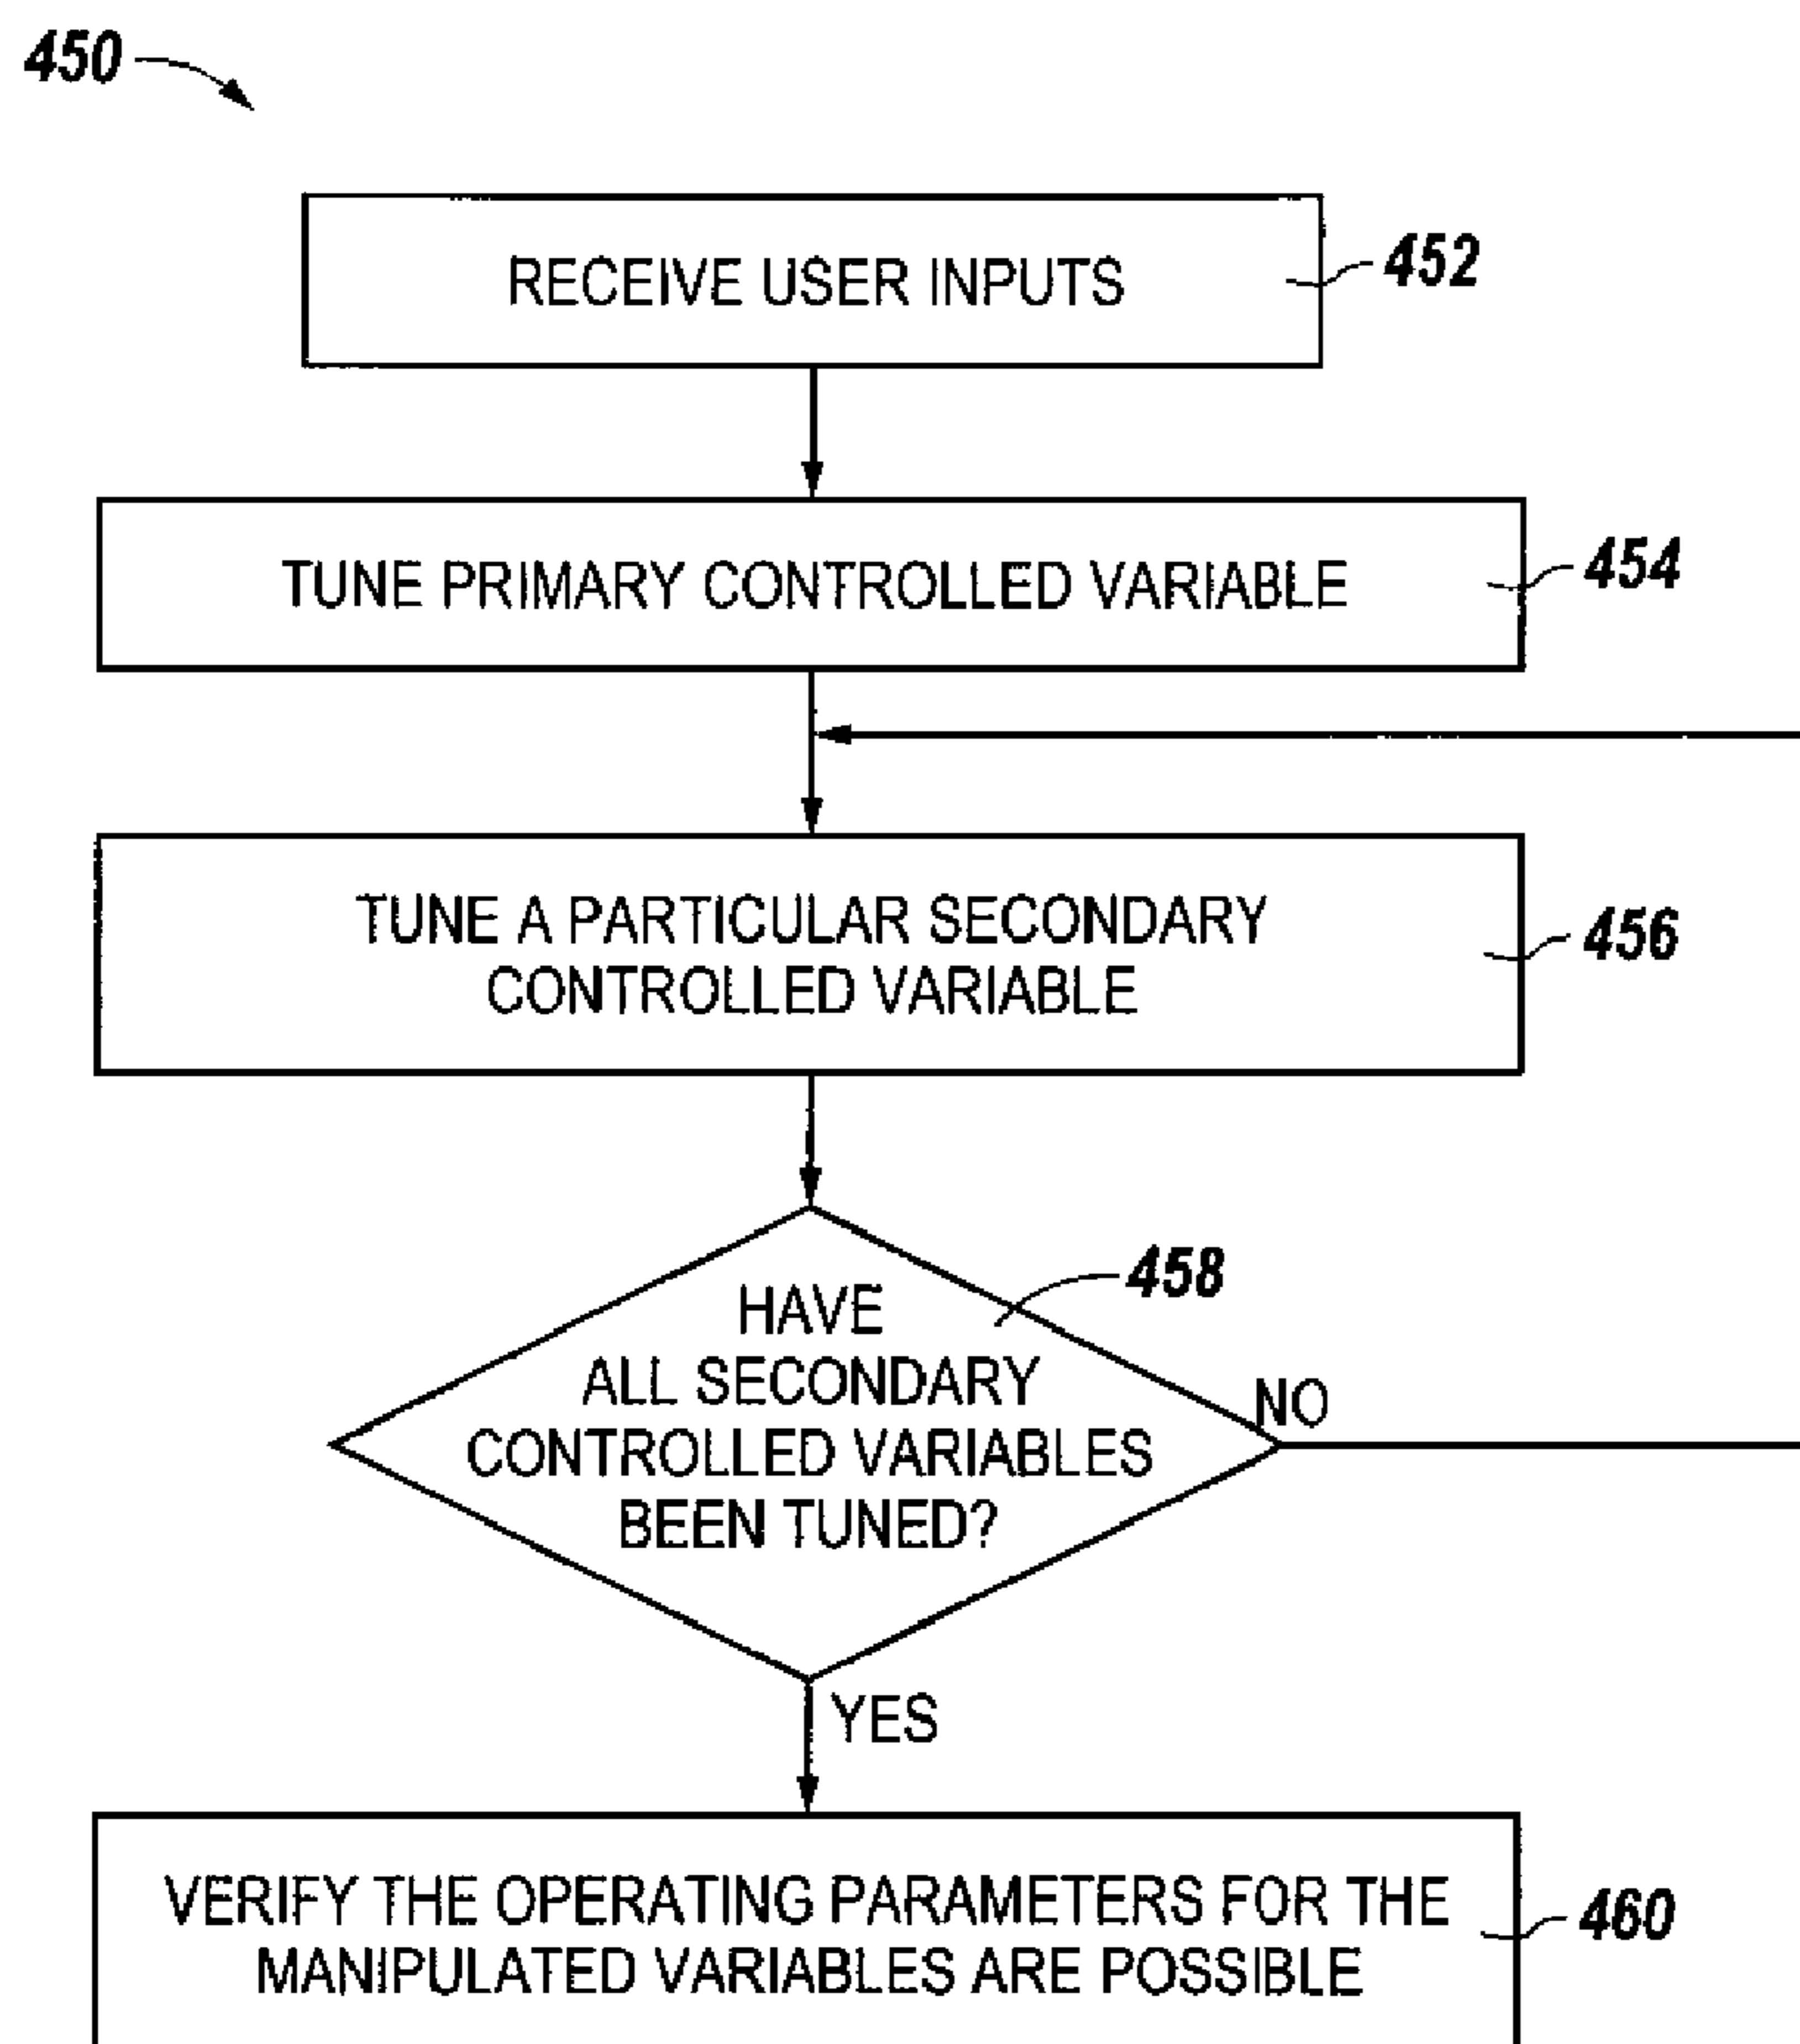 450
RECEIVE USER INPUTS
452
TUNE PRIMARY CONTROLLED VARIABLE
454
TUNE A PARTICULAR SECONDARY
CONTROLLED VARIABLE
456
HAVE
ALL SECONDARY
CONTROLLED VARIABLES
BEEN TUNED?
458
NO
YES
VERIFY THE OPERATING PARAMETERS FOR THE
MANIPULATED VARIABLES ARE POSSIBLE
460